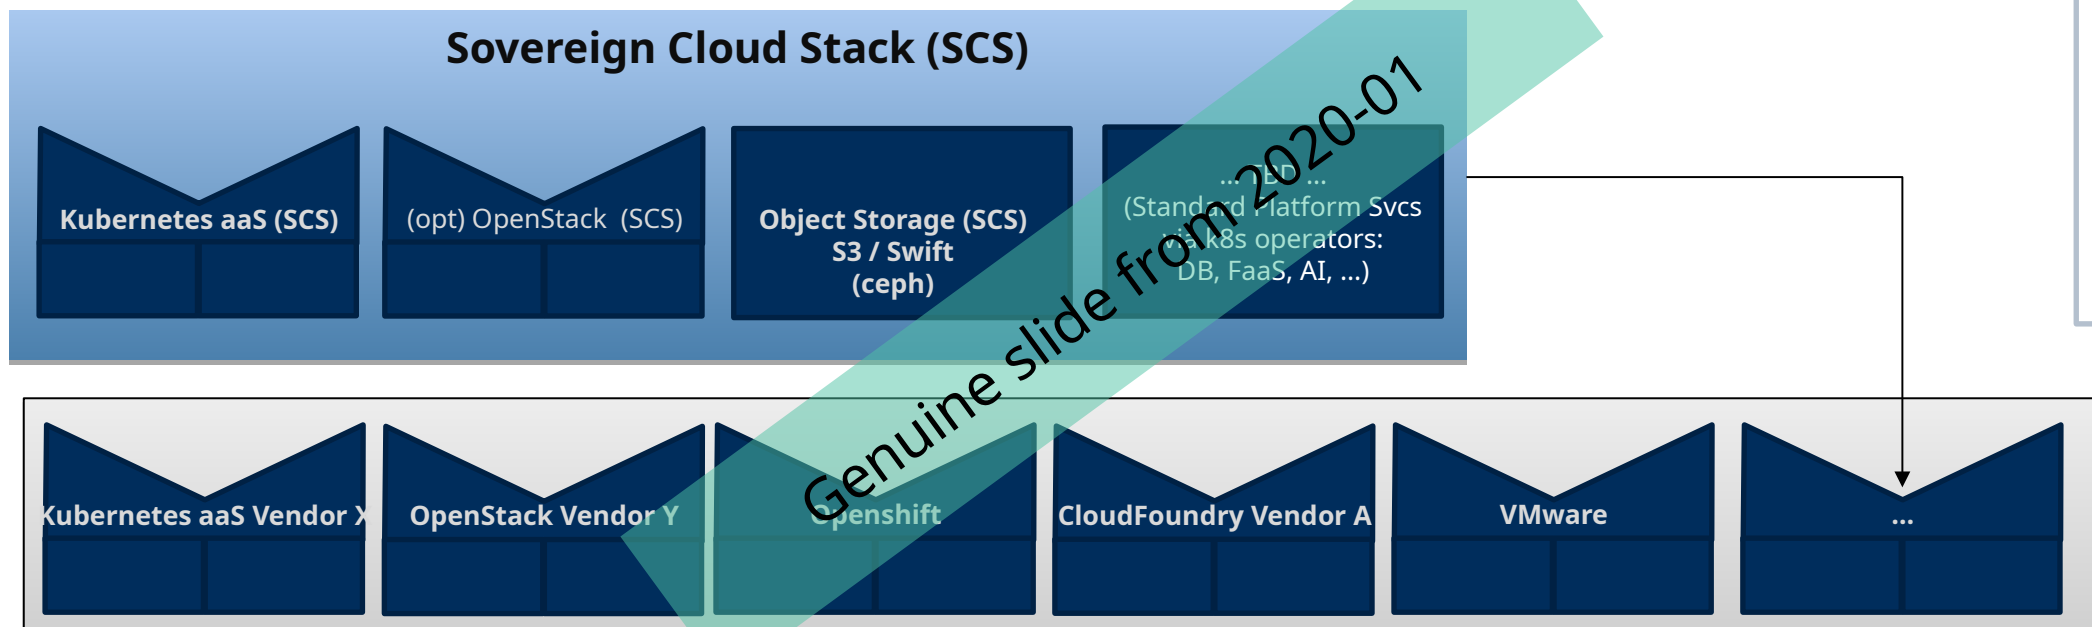 Sovereign Cloud Stack (SCS)
Kubernetes aaS (SCS)
(opt) OpenStack (SCS)
Object Storage (SCS)
S3 / Swift
(ceph)
... TBD ...
(Standard Platform Svcs
via k8s operators:
DB, FaaS, AI, ...)
Genuine slide from 2020-01
Kubernetes aaS Vendor X
OpenStack Vendor Y
Openshift
CloudFoundry Vendor A
VMware
...